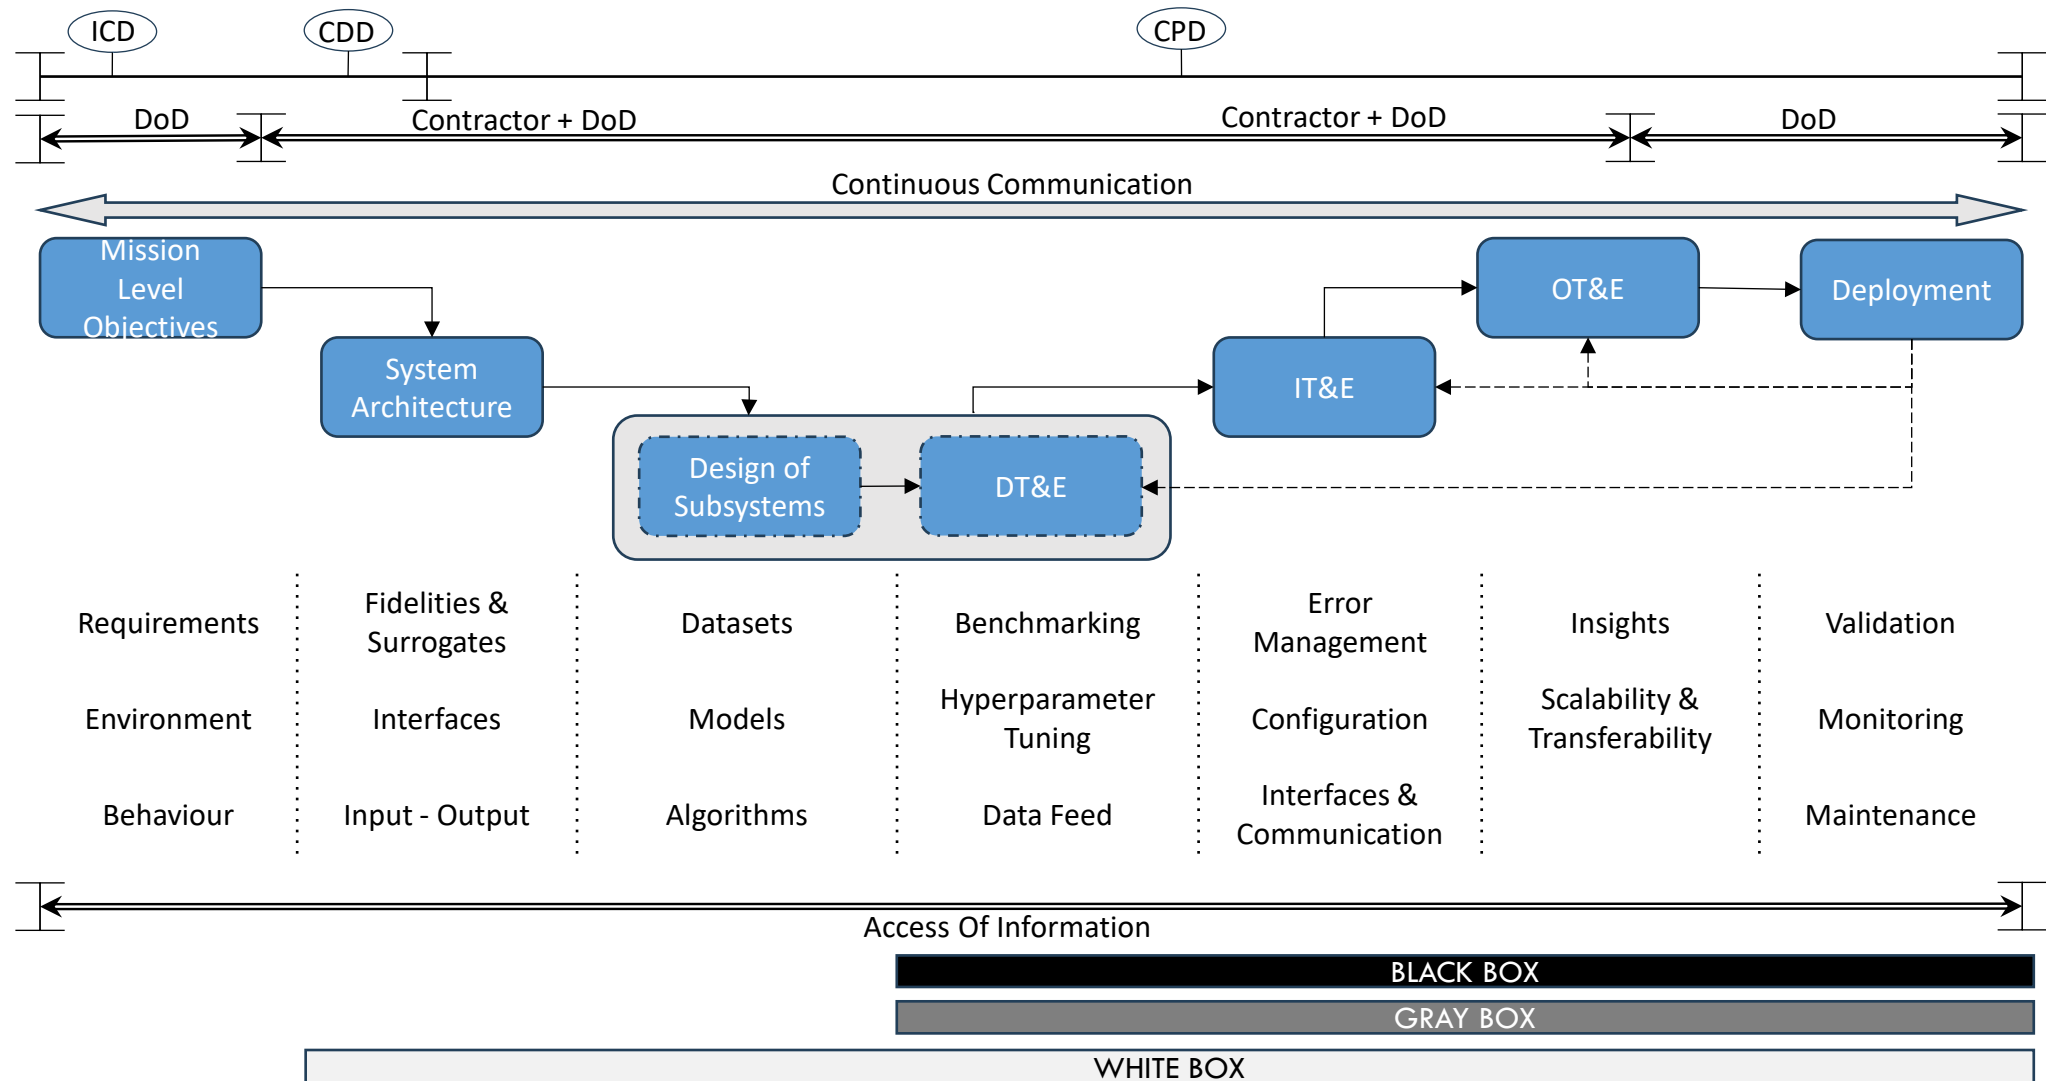 ICD
CDD
CPD
DoD
Contractor + DoD
Contractor + DoD
DoD
Continuous Communication
Mission
Level
Objectives
System
Architecture
Design of
Subsystems
DT&E
IT&E
OT&E
Deployment
Requirements
Environment
Behaviour
Fidelities &
Surrogates
Interfaces
Input - Output
Datasets
Models
Algorithms
Benchmarking
Hyperparameter
Tuning
Data Feed
Error
Management
Configuration
Interfaces &
Communication
Insights
Scalability &
Transferability
Validation
Monitoring
Maintenance
Access Of Information
BLACK BOX
GRAY BOX
WHITE BOX